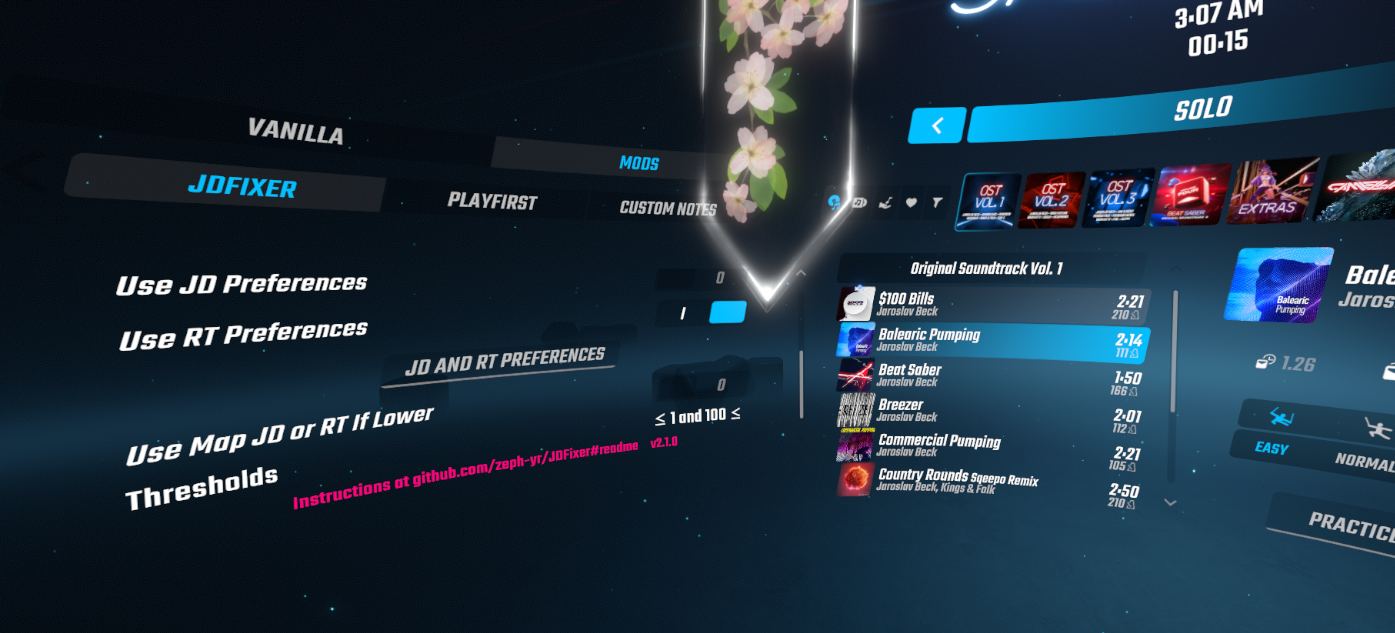 3:07 AM
00:15
VANILLA
MODS
JDFIXER
PLAYFIRST
CUSTOM NOTES
Use JD Preferences
0
Use RT Preferences
I
JD AND RT PREFERENCES
Use Map JD or RT If Lower
0
Thresholds
≤ 1 and 100 ≤
Instructions at github.com/zeph-yr/JDFixer#readme v2.1.0
SOLO
OST
VOL.1
OST
VOL.2
OST
VOL.3
BEAT SABER
EXTRAS
CAMELLIA
Original Soundtrack Vol. 1
$100 Bills
2:21
Jaroslav Beck
210
Balearic Pumping
2:14
Jaroslav Beck
111
Beat Saber
1:50
Jaroslav Beck
166
Breezer
2:01
Jaroslav Beck
112
Commercial Pumping
2:21
Jaroslav Beck
105
Country Rounds Sqeepo Remix
2:50
Jaroslav Beck, Kings & Folk
210
Balearic
Pumping
Bale
Jaros
1.26
EASY
NORMAL
PRACTICE